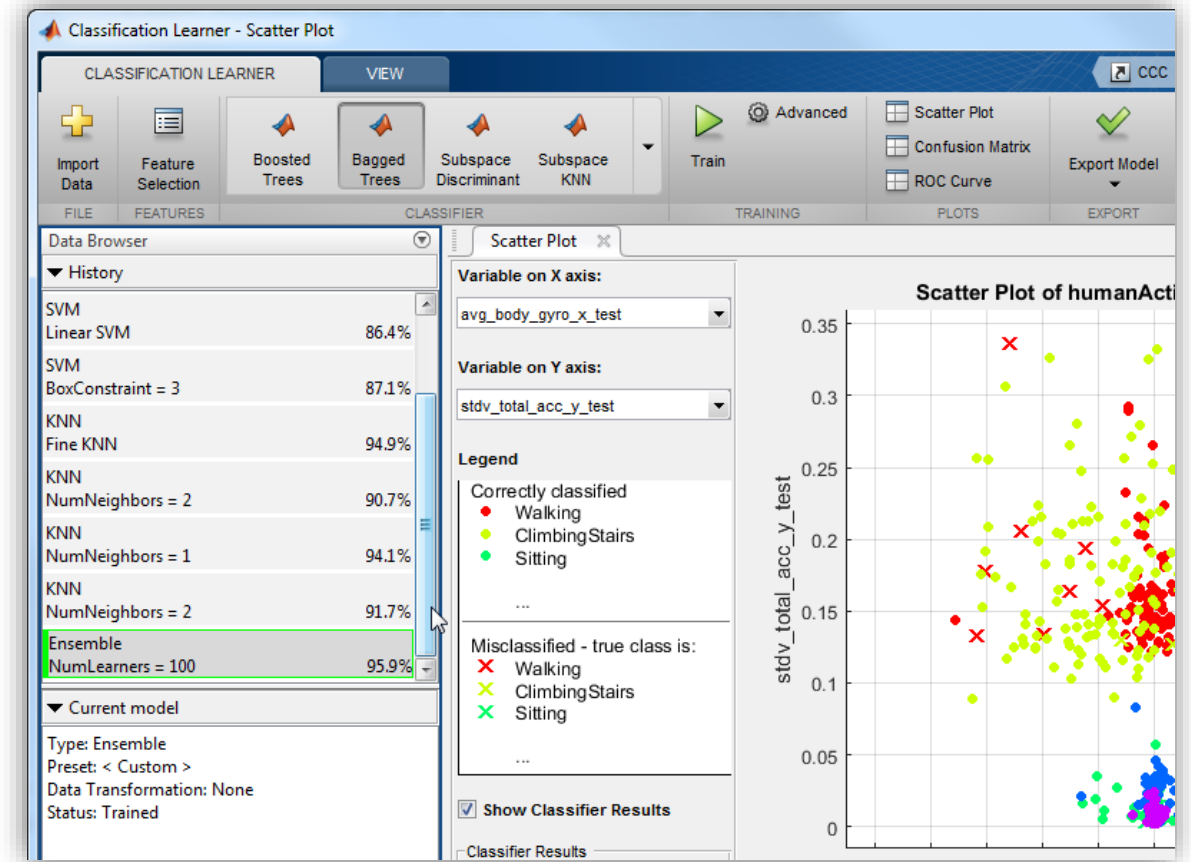 Classification Learner - Scatter Plot
CLASSIFICATION LEARNER
VIEW
CCC
Import
Data
Feature
Selection
Boosted
Trees
Bagged
Trees
Subspace
Discriminant
Subspace
KNN
Train
Advanced
Scatter Plot
Confusion Matrix
ROC Curve
Export Model
FILE
FEATURES
CLASSIFIER
TRAINING
PLOTS
EXPORT
Data Browser
History
SVM
Linear SVM 86.4%
SVM
BoxConstraint = 3 87.1%
KNN
Fine KNN 94.9%
KNN
NumNeighbors = 2 90.7%
KNN
NumNeighbors = 1 94.1%
KNN
NumNeighbors = 2 91.7%
Ensemble
NumLearners = 100 95.9%
Current model
Type: Ensemble
Preset: < Custom >
Data Transformation: None
Status: Trained
Scatter Plot
Variable on X axis:
avg_body_gyro_x_test
Variable on Y axis:
stdv_total_acc_y_test
Legend
Correctly classified
Walking
ClimbingStairs
Sitting
...
Misclassified - true class is:
Walking
ClimbingStairs
Sitting
...
Show Classifier Results
Classifier Results
Scatter Plot of humanActi
stdv_total_acc_y_test
0.35
0.3
0.25
0.2
0.15
0.1
0.05
0